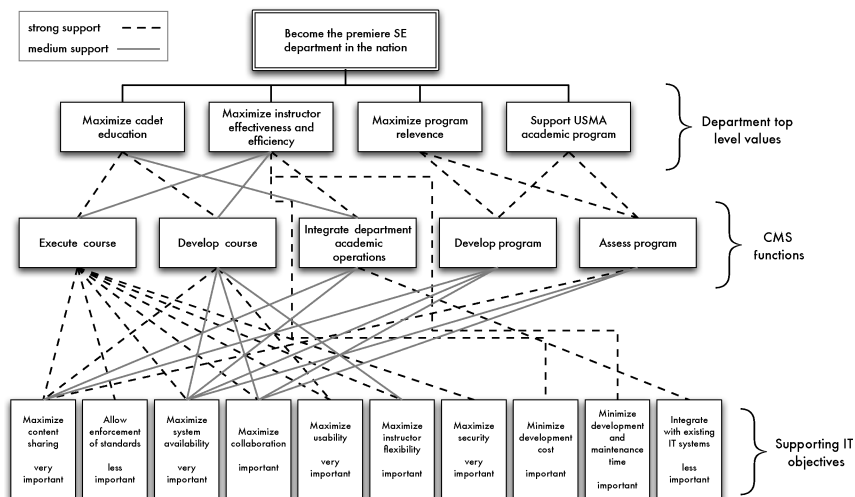 strong support
medium support
Become the premiere SE
department in the nation
Maximize cadet
education
Maximize instructor
effectiveness and
efficiency
Maximize program
relevence
Support USMA
academic program
Department top
level values
Execute course
Develop course
Integrate department
academic
operations
Develop program
Assess program
CMS
functions
Maximize
content
sharing
very
important
Allow
enforcement
of standards
less
important
Maximize
system
availability
very
important
Maximize
collaboration
important
Maximize
usability
very
important
Maximize
instructor
flexibility
important
Maximize
security
very
important
Minimize
development
cost
important
Minimize
development and
maintenance
time
important
Integrate
with existing
IT systems
less
important
Supporting IT
objectives